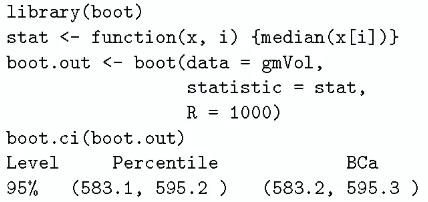 library(boot)
stat <- function(x, i) {median(x[i])}
boot.out <- boot(data = gmVol,
statistic = stat,
R = 1000)
boot.ci(boot.out)
Level Percentile BCa
95% (583.1, 595.2 ) (583.2, 595.3 )